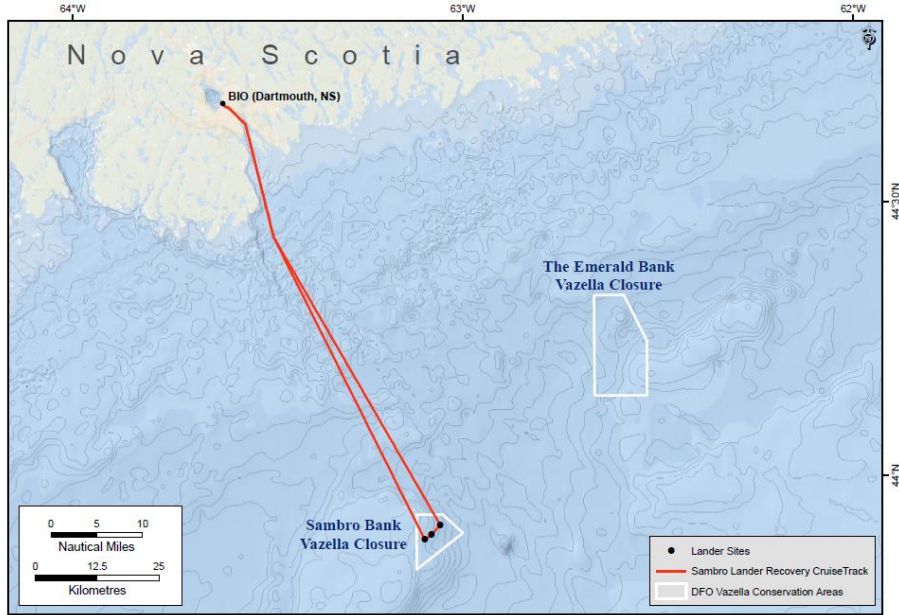 64°W
63°W
62°W
Nova Scotia
BIO (Dartmouth, NS)
44°30'N
The Emerald Bank
Vazella Closure
44°N
Sambro Bank
Vazella Closure
0 5 10
Nautical Miles
0 12.5 25
Kilometres
Lander Sites
Sambro Lander Recovery CruiseTrack
DFO Vazella Conservation Areas